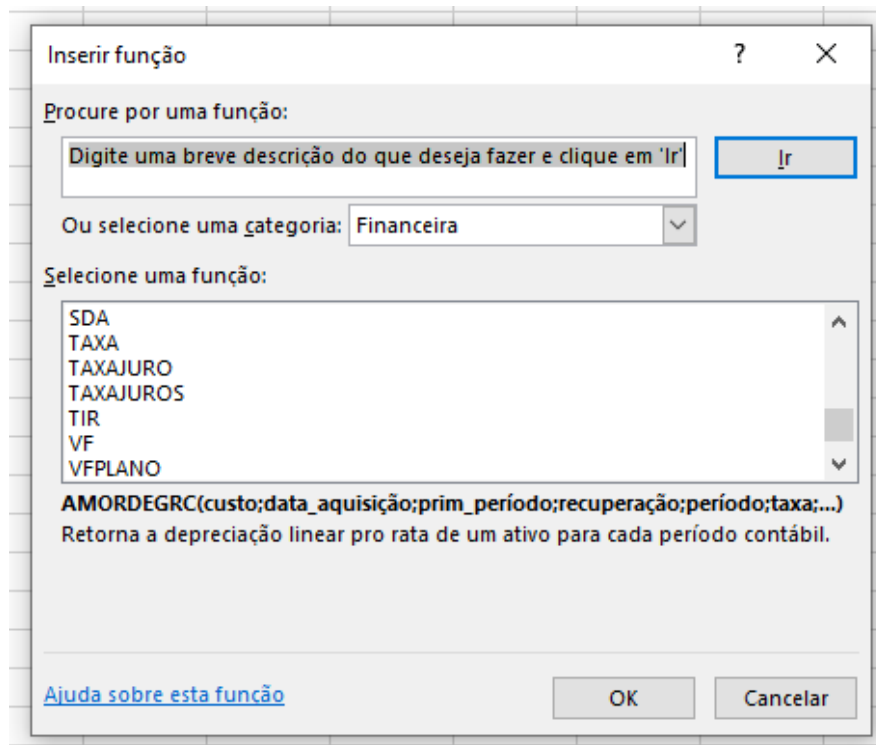 Inserir função
?
Procure por uma função:
Digite uma breve descrição do que deseja fazer e clique em 'Ir'
Ir
Ou selecione uma categoria: Financeira
Selecione uma função:
SDA
TAXA
TAXAJURO
TAXAJUROS
TIR
VF
VFPLANO
AMORDEGRC(custo;data_aquisição;prim_período;recuperação;período;taxa;...)
Retorna a depreciação linear pro rata de um ativo para cada período contábil.
Ajuda sobre esta função
OK
Cancelar